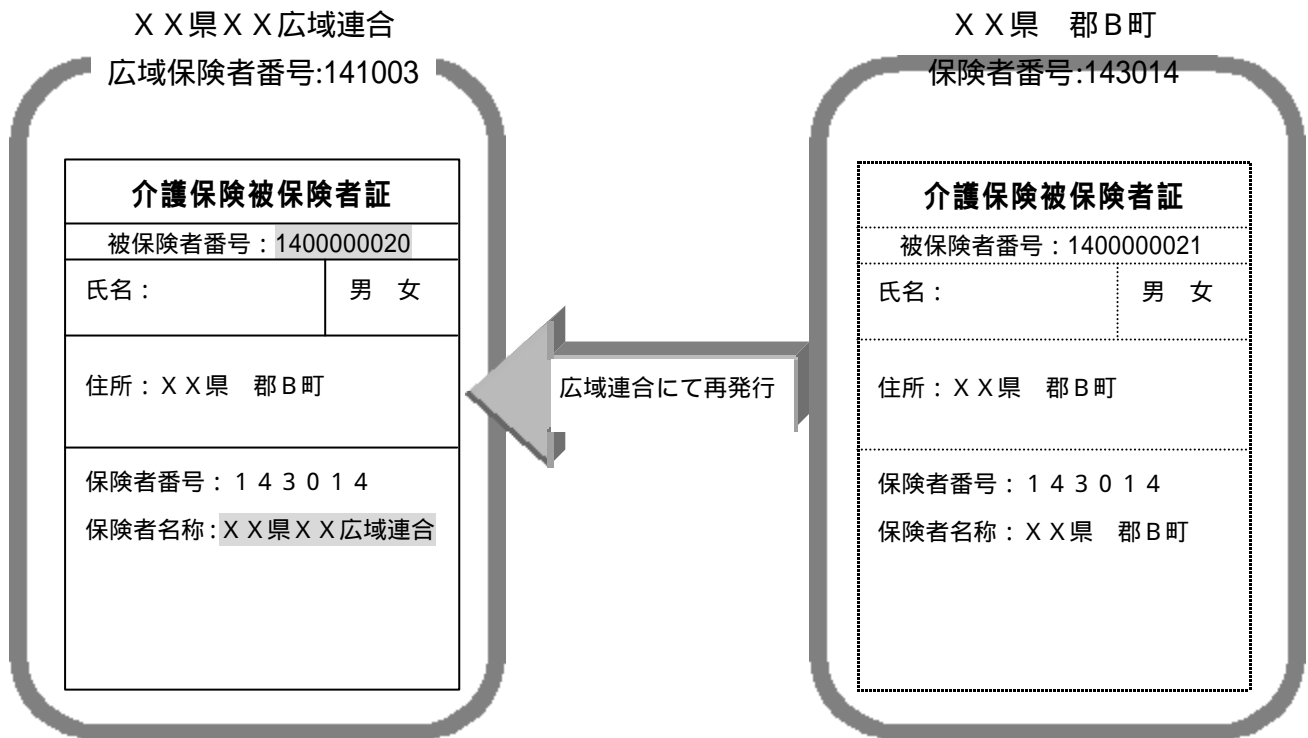 ＸＸ県ＸＸ広域連合
広域保険者番号:141003
介護保険被保険者証
被保険者番号：1400000020
氏名：
男　女
住所：ＸＸ県　郡Ｂ町
保険者番号：１４３０１４
保険者名称：ＸＸ県ＸＸ広域連合
広域連合にて再発行
ＸＸ県　郡Ｂ町
保険者番号:143014
介護保険被保険者証
被保険者番号：1400000021
氏名：
男　女
住所：ＸＸ県　郡Ｂ町
保険者番号：１４３０１４
保険者名称：ＸＸ県　郡Ｂ町